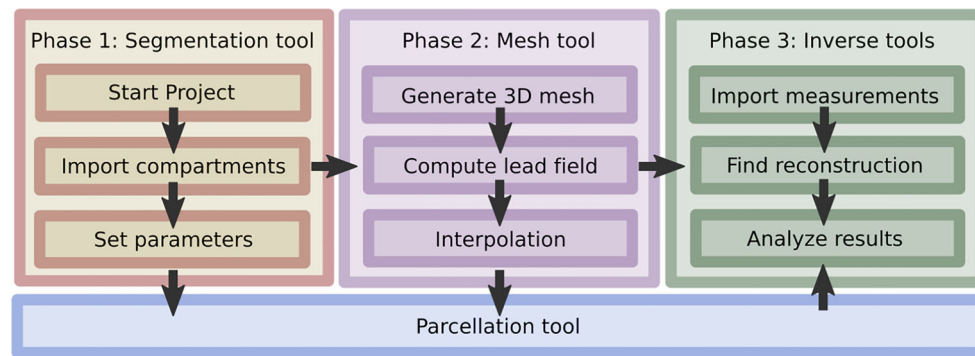 Phase 1: Segmentation tool
Start Project
Import compartments
Set parameters
Phase 2: Mesh tool
Generate 3D mesh
Compute lead field
Interpolation
Phase 3: Inverse tools
Import measurements
Find reconstruction
Analyze results
Parcellation tool